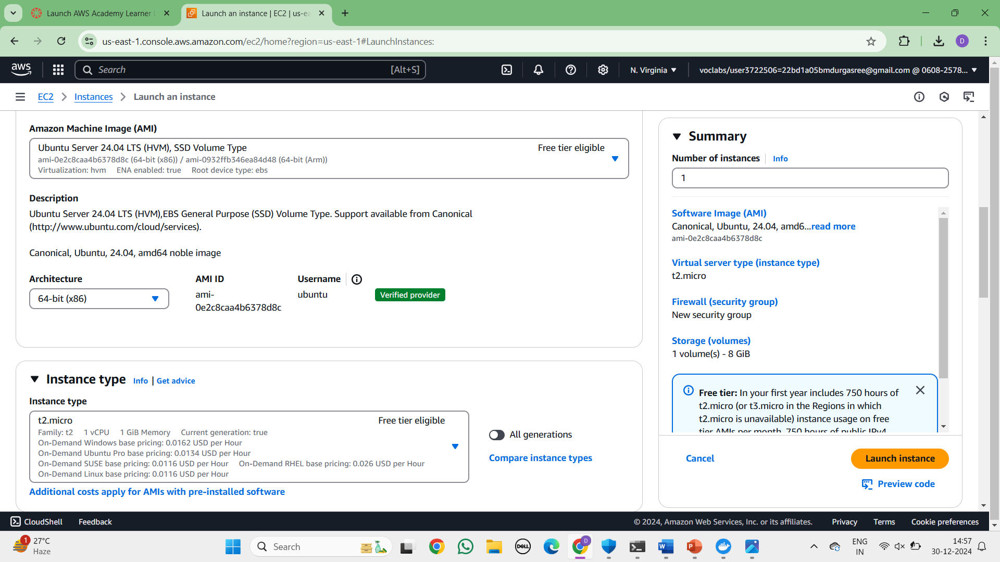 Launch AWS Academy Learner L
Launch an instance | EC2 | us-ea
us-east-1.console.aws.amazon.com/ec2/home?region=us-east-1#LaunchInstances:
D
aws
Search
[Alt+S]
N. Virginia
voclabs/user3722506=22bd1a05bmdurgasree@gmail.com @ 0608-2578...
EC2
Instances
Launch an instance
Amazon Machine Image (AMI)
Ubuntu Server 24.04 LTS (HVM), SSD Volume Type
Free tier eligible
ami-0e2c8caa4b6378d8c (64-bit (x86)) / ami-0932ffb346ea84d48 (64-bit (Arm))
Virtualization: hvm ENA enabled: true Root device type: ebs
Description
Ubuntu Server 24.04 LTS (HVM),EBS General Purpose (SSD) Volume Type. Support available from Canonical
(http://www.ubuntu.com/cloud/services).
Canonical, Ubuntu, 24.04, amd64 noble image
Architecture
64-bit (x86)
AMI ID
ami-
0e2c8caa4b6378d8c
Username
ubuntu
Verified provider
Instance type Info | Get advice
Instance type
t2.micro
Free tier eligible
Family: t2 1 vCPU 1 GiB Memory Current generation: true
On-Demand Windows base pricing: 0.0162 USD per Hour
On-Demand Ubuntu Pro base pricing: 0.0134 USD per Hour
On-Demand SUSE base pricing: 0.0116 USD per Hour On-Demand RHEL base pricing: 0.026 USD per Hour
On-Demand Linux base pricing: 0.0116 USD per Hour
All generations
Compare instance types
Additional costs apply for AMIs with pre-installed software
Summary
Number of instances Info
1
Software Image (AMI)
Canonical, Ubuntu, 24.04, amd6...read more
ami-0e2c8caa4b6378d8c
Virtual server type (instance type)
t2.micro
Firewall (security group)
New security group
Storage (volumes)
1 volume(s) - 8 GiB
Free tier: In your first year includes 750 hours of
t2.micro (or t3.micro in the Regions in which
t2.micro is unavailable) instance usage on free
tier AMIs per month, 750 hours of public IPv4
Cancel
Launch instance
Preview code
CloudShell
Feedback
© 2024, Amazon Web Services, Inc. or its affiliates.
Privacy
Terms
Cookie preferences
1
27°C
Haze
Search
DELL
D
W
P
ENG
IN
14:57
30-12-2024